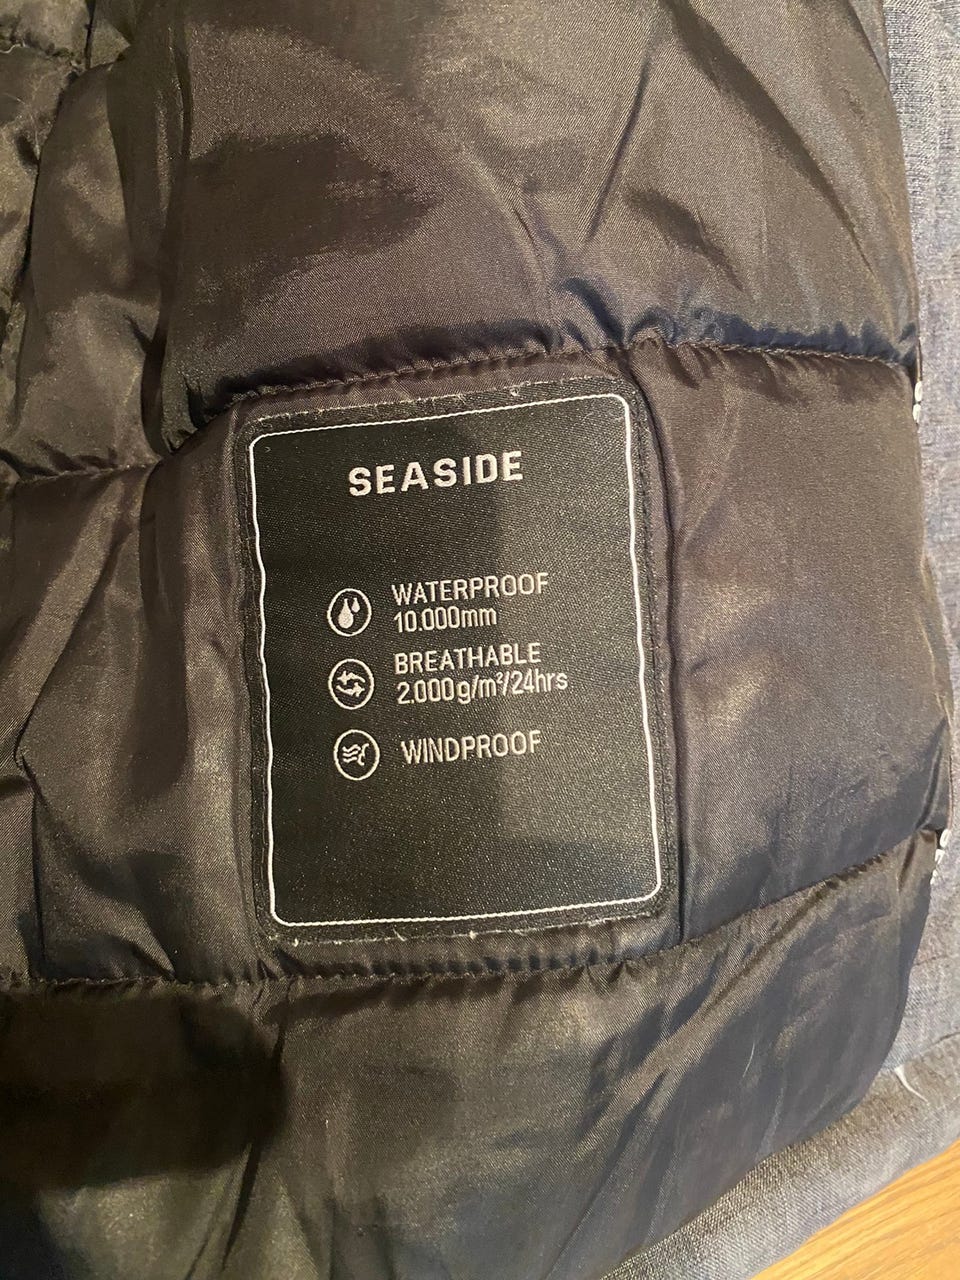 SEASIDE
WATERPROOF
10.000mm
BREATHABLE
2.000g/m²/24hrs
WINDPROOF